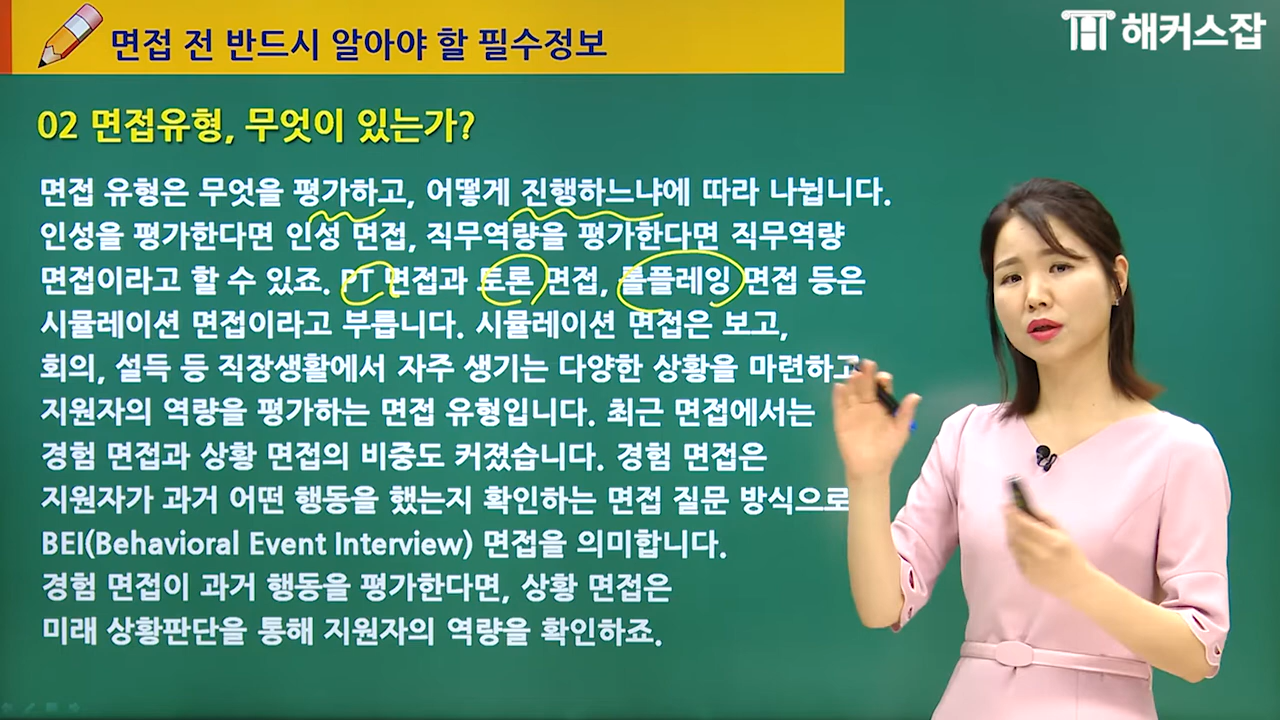 면접 전 반드시 알아야 할 필수정보
해커스잡
02 면접유형, 무엇이 있는가?
면접 유형은 무엇을 평가하고, 어떻게 진행하느냐에 따라 나뉩니다.
인성을 평가한다면 인성 면접, 직무역량을 평가한다면 직무역량
면접이라고 할 수 있죠. PT 면접과 토론 면접, 롤플레잉 면접 등은
시뮬레이션 면접이라고 부릅니다. 시뮬레이션 면접은 보고,
회의, 설득 등 직장생활에서 자주 생기는 다양한 상황을 마련하고
지원자의 역량을 평가하는 면접 유형입니다. 최근 면접에서는
경험 면접과 상황 면접의 비중도 커졌습니다. 경험 면접은
지원자가 과거 어떤 행동을 했는지 확인하는 면접 질문 방식으로
BEI(Behavioral Event Interview) 면접을 의미합니다.
경험 면접이 과거 행동을 평가한다면, 상황 면접은
미래 상황판단을 통해 지원자의 역량을 확인하죠.